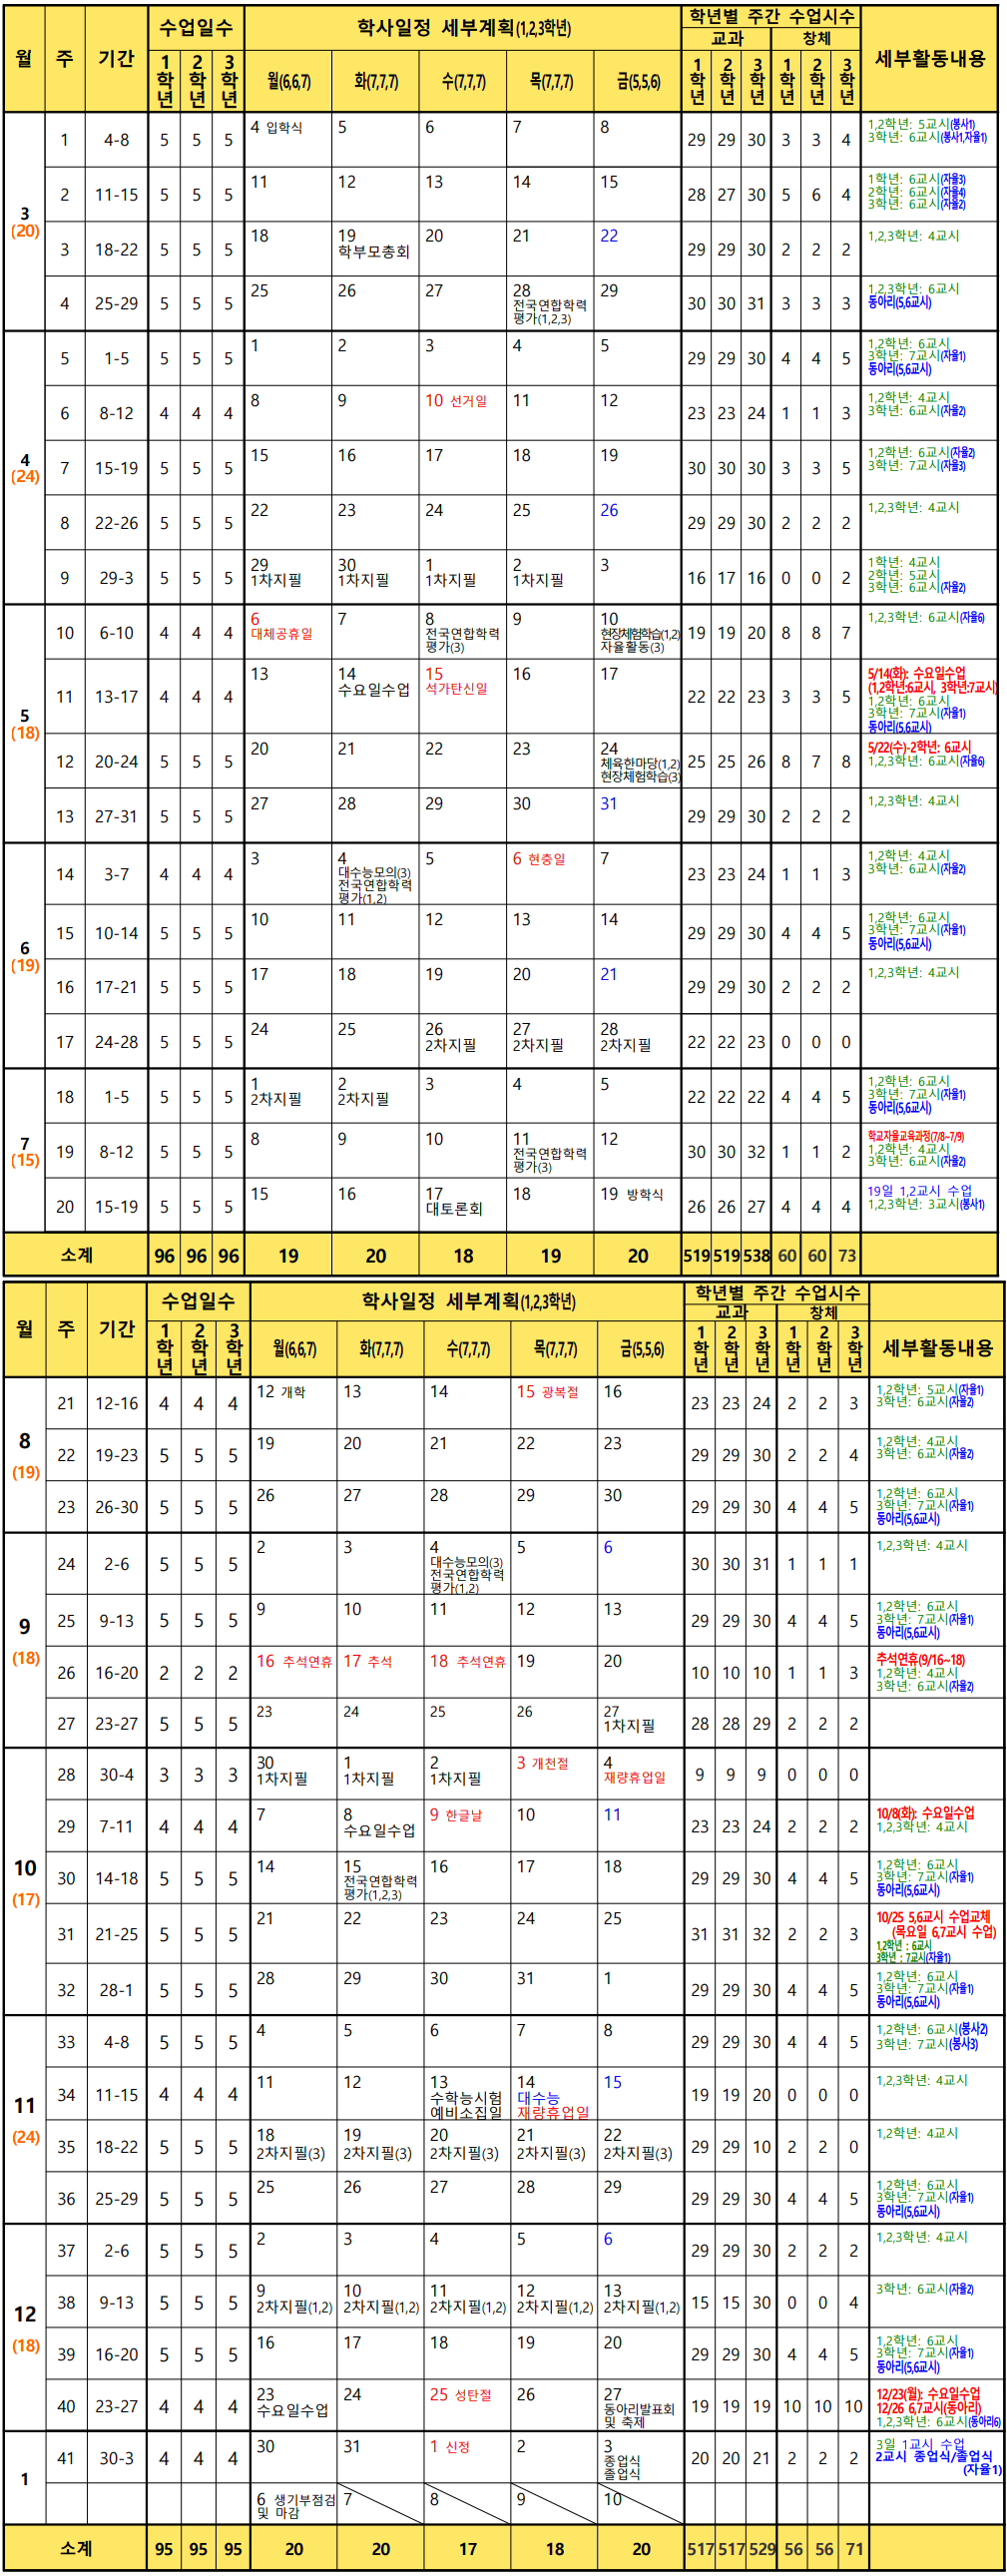 월 주 기간 수업일수 학사일정 세부계획(1,2,3학년) 학년별 주간 수업시수 세부활동내용
교과 창체
1학년 2학년 3학년 월(6,6,7) 화(7,7,7) 수(7,7,7) 목(7,7,7) 금(5,5,6) 1학년 2학년 3학년 1학년 2학년 3학년
3
(20)
1 4-8 5 5 5 4 입학식 5 6 7 8 29 29 30 3 3 4
1,2학년: 5교시(봉사1)
3학년: 6교시(봉사1,자율1)
2 11-15 5 5 5 11 12 13 14 15 28 27 30 5 6 4
1학년: 6교시(자율3)
2학년: 6교시(자율4)
3학년: 6교시(자율2)
3 18-22 5 5 5 18 19 20 21 22 29 29 30 2 2 2
학부모총회
1,2,3학년: 4교시
4 25-29 5 5 5 25 26 27 28 29 30 30 31 3 3 3
전국연합학력
평가(1,2,3)
1,2,3학년: 6교시
동아리(5,6교시)
4
(24)
5 1-5 5 5 5 1 2 3 4 5 29 29 30 4 4 5
1,2학년: 6교시
3학년: 7교시(자율1)
동아리(5,6교시)
6 8-12 4 4 4 8 9 10 선거일 11 12 23 23 24 1 1 3
1,2학년: 4교시
3학년: 6교시(자율2)
7 15-19 5 5 5 15 16 17 18 19 30 30 30 3 3 5
1,2학년: 6교시(자율2)
3학년: 7교시(자율3)
8 22-26 5 5 5 22 23 24 25 26 29 29 30 2 2 2
1,2,3학년: 4교시
9 29-3 5 5 5 29 30 1 2 3 16 17 16 0 0 2
1차지필 1차지필 1차지필 1차지필
1학년: 4교시
2학년: 5교시
3학년: 6교시(자율2)
5
(18)
10 6-10 4 4 4 6 7 8 9 10 19 19 20 8 8 7
대체공휴일
전국연합학력
평가(3)
현장체험학습(1,2)
자율활동(3)
1,2,3학년: 6교시(자율6)
11 13-17 4 4 4 13 14 15 16 17 22 22 23 3 3 5
수요일수업 석가탄신일
5/14(화): 수요일수업
(1,2학년:6교시, 3학년:7교시)
1,2학년: 6교시
3학년: 7교시(자율1)
동아리(5,6교시)
12 20-24 5 5 5 20 21 22 23 24 25 25 26 8 7 8
체육한마당(1,2)
현장체험학습(3)
5/22(수)-2학년: 6교시
1,2,3학년: 6교시(자율6)
13 27-31 5 5 5 27 28 29 30 31 29 29 30 2 2 2
1,2,3학년: 4교시
6
(19)
14 3-7 4 4 4 3 4 5 6 현충일 7 23 23 24 1 1 3
대수능모의(3)
전국연합학력
평가(1,2)
1,2학년: 4교시
3학년: 6교시(자율2)
15 10-14 5 5 5 10 11 12 13 14 29 29 30 4 4 5
1,2학년: 6교시
3학년: 7교시(자율1)
동아리(5,6교시)
16 17-21 5 5 5 17 18 19 20 21 29 29 30 2 2 2
1,2,3학년: 4교시
17 24-28 5 5 5 24 25 26 27 28 22 22 23 0 0 0
2차지필 2차지필 2차지필
7
(15)
18 1-5 5 5 5 1 2 3 4 5 22 22 22 4 4 5
2차지필 2차지필
1,2학년: 6교시
3학년: 7교시(자율1)
동아리(5,6교시)
19 8-12 5 5 5 8 9 10 11 12 30 30 32 1 1 2
전국연합학력
평가(3)
학교자율교육과정(7/8~7/9)
1,2학년: 4교시
3학년: 6교시(자율2)
20 15-19 5 5 5 15 16 17 18 19 방학식 26 26 27 4 4 4
대토론회
19일 1,2교시 수업
1,2,3학년: 3교시(봉사1)
소계 96 96 96 19 20 18 19 20 519 519 538 60 60 73
월 주 기간 수업일수 학사일정 세부계획(1,2,3학년) 학년별 주간 수업시수 세부활동내용
교과 창체
1학년 2학년 3학년 월(6,6,7) 화(7,7,7) 수(7,7,7) 목(7,7,7) 금(5,5,6) 1학년 2학년 3학년 1학년 2학년 3학년
8
(19)
21 12-16 4 4 4 12 개학 13 14 15 광복절 16 23 23 24 2 2 3
1,2학년: 5교시(자율1)
3학년: 6교시(자율2)
22 19-23 5 5 5 19 20 21 22 23 29 29 30 2 2 4
1,2학년: 4교시
3학년: 6교시(자율2)
23 26-30 5 5 5 26 27 28 29 30 29 29 30 4 4 5
1,2학년: 6교시
3학년: 7교시(자율1)
동아리(5,6교시)
9
(18)
24 2-6 5 5 5 2 3 4 5 6 30 30 31 1 1 1
대수능모의(3)
전국연합학력
평가(1,2)
1,2,3학년: 4교시
25 9-13 5 5 5 9 10 11 12 13 29 29 30 4 4 5
1,2학년: 6교시
3학년: 7교시(자율1)
동아리(5,6교시)
26 16-20 2 2 2 16 추석연휴 17 추석 18 추석연휴 19 20 10 10 10 1 1 3
추석연휴(9/16~18)
1,2학년: 4교시
3학년: 6교시(자율2)
27 23-27 5 5 5 23 24 25 26 27 28 28 29 2 2 2
1차지필
10
(17)
28 30-4 3 3 3 30 1 2 3 개천절 4 9 9 9 0 0 0
1차지필 1차지필 1차지필 재량휴업일
29 7-11 4 4 4 7 8 9 한글날 10 11 23 23 24 2 2 2
수요일수업
10/8(화): 수요일수업
1,2,3학년: 4교시
30 14-18 5 5 5 14 15 16 17 18 29 29 30 4 4 5
전국연합학력
평가(1,2,3)
1,2학년: 6교시
3학년: 7교시(자율1)
동아리(5,6교시)
31 21-25 5 5 5 21 22 23 24 25 31 31 32 2 2 3
10/25 5,6교시 수업교체
(목요일 6,7교시 수업)
1,2학년 : 6교시
3학년 : 7교시(자율1)
32 28-1 5 5 5 28 29 30 31 1 29 29 30 4 4 5
1,2학년: 6교시
3학년: 7교시(자율1)
동아리(5,6교시)
11
(24)
33 4-8 5 5 5 4 5 6 7 8 29 29 30 4 4 5
1,2학년: 6교시(봉사2)
3학년: 7교시(봉사3)
34 11-15 4 4 4 11 12 13 14 15 19 19 20 0 0 0
수학능시험
예비소집일
대수능
재량휴업일
1,2,3학년: 4교시
35 18-22 5 5 5 18 19 20 21 22 29 29 10 2 2 0
2차지필(3) 2차지필(3) 2차지필(3) 2차지필(3) 2차지필(3)
1,2학년: 4교시
36 25-29 5 5 5 25 26 27 28 29 29 29 30 4 4 5
1,2학년: 6교시
3학년: 7교시(자율1)
동아리(5,6교시)
12
(18)
37 2-6 5 5 5 2 3 4 5 6 29 29 30 2 2 2
1,2,3학년: 4교시
38 9-13 5 5 5 9 10 11 12 13 15 15 30 0 0 4
2차지필(1,2) 2차지필(1,2) 2차지필(1,2) 2차지필(1,2) 2차지필(1,2)
3학년: 6교시(자율2)
39 16-20 5 5 5 16 17 18 19 20 29 29 30 4 4 5
1,2학년: 6교시
3학년: 7교시(자율1)
동아리(5,6교시)
40 23-27 4 4 4 23 24 25 성탄절 26 27 19 19 19 10 10 10
수요일수업
동아리발표회
및 축제
12/23(월): 수요일수업
12/26 6,7교시(동아리)
1,2,3학년: 6교시(동아리6)
1
41 30-3 4 4 4 30 31 1 신정 2 3 20 20 21 2 2 2
종업식
졸업식
3일 1교시 수업
2교시 종업식/졸업식
(자율1)
6 생기부점검 7 8 9 10
및 마감
소계 95 95 95 20 20 17 18 20 517 517 529 56 56 71